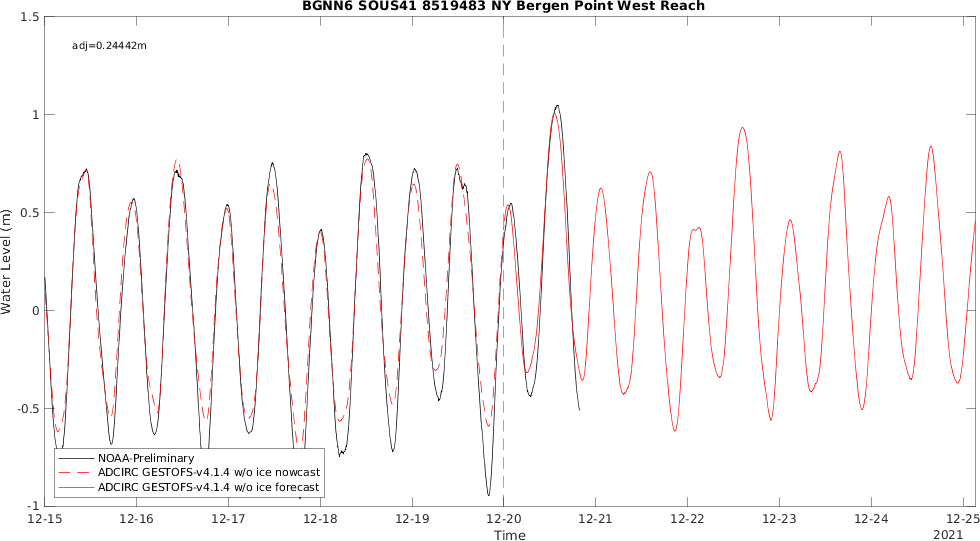 BGNN6 SOUS41 8519483 NY Bergen Point West Reach
1.5
adj=0.24442m
1
0.5
0
-0.5
-1
Water Level (m)
NOAA-Preliminary
ADCIRC GESTOFS-v4.1.4 w/o ice nowcast
ADCIRC GESTOFS-v4.1.4 w/o ice forecast
12-15 12-16 12-17 12-18 12-19 12-20 12-21 12-22 12-23 12-24 12-25
Time
2021